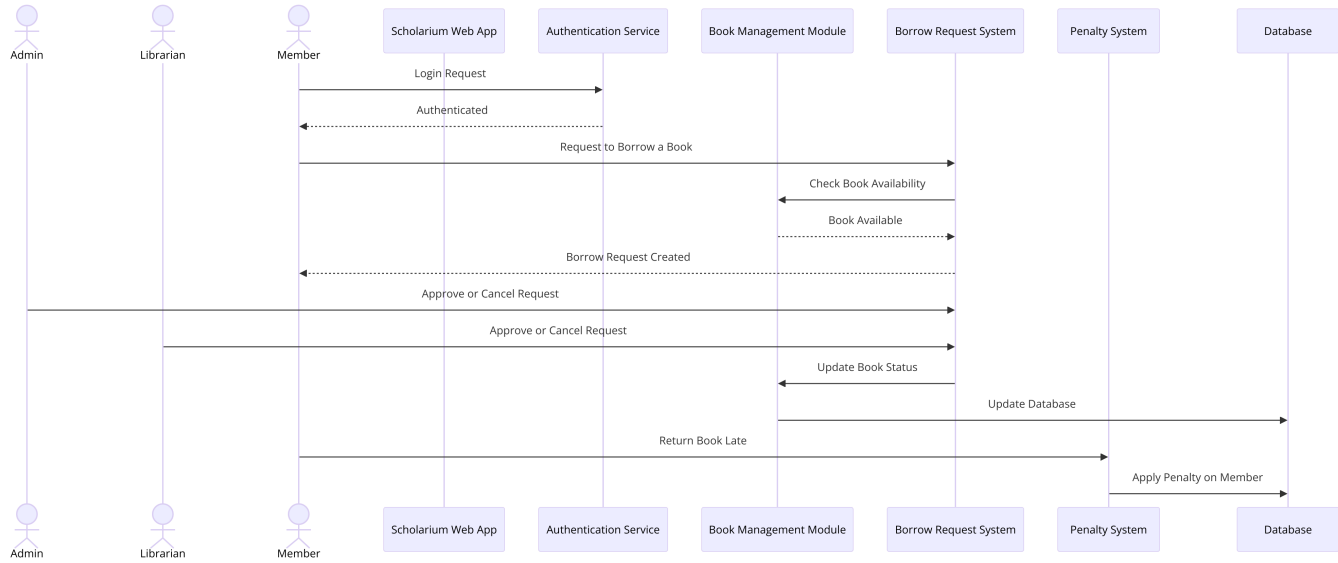 Admin
Librarian
Member
Scholarium Web App
Authentication Service
Book Management Module
Borrow Request System
Penalty System
Database
Login Request
Authenticated
Request to Borrow a Book
Check Book Availability
Book Available
Borrow Request Created
Approve or Cancel Request
Approve or Cancel Request
Update Book Status
Update Database
Return Book Late
Apply Penalty on Member
Admin
Librarian
Member
Scholarium Web App
Authentication Service
Book Management Module
Borrow Request System
Penalty System
Database